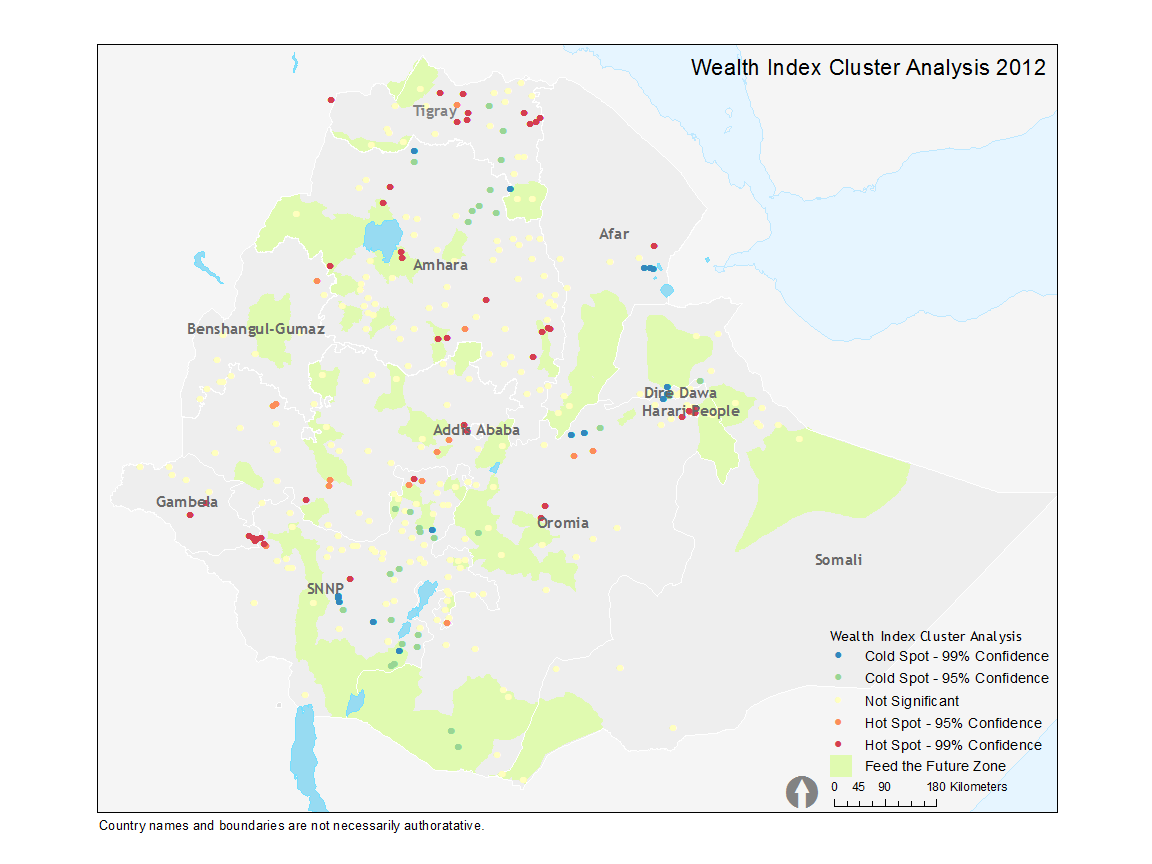 Wealth Index Cluster Analysis 2012
Tigray
Afar
Amhara
Benshangul-Gumaz
Dire Dawa
Harari People
Addis Ababa
Gambela
Oromia
Somali
SNNP
Wealth Index Cluster Analysis
Cold Spot - 99% Confidence
Cold Spot - 95% Confidence
Not Significant
Hot Spot - 95% Confidence
Hot Spot - 99% Confidence
Feed the Future Zone
0 45 90 180 Kilometers
Country names and boundaries are not necessarily authoratative.